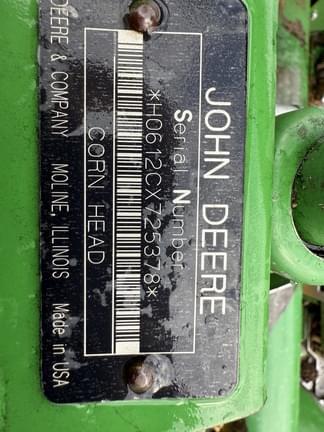 JOHN DEERE
Serial Number
*H0612CX725378*
CORN HEAD
DEERE & COMPANY MOLINE, ILLINOIS Made in USA